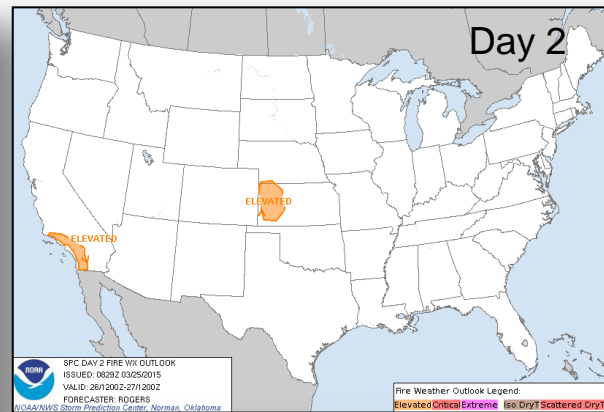 Day 2
ELEVATED
ELEVATED
NOAA
SPC DAY 2 FIRE WX OUTLOOK
ISSUED: 0829Z 03/25/2015
VALID: 26/1200Z-27/1200Z
FORECASTER: ROGERS
NOAA/NWS Storm Prediction Center, Norman, Oklahoma
Fire Weather Outlook Legend:
Elevated Critical Extreme Iso DryT Scattered DryT